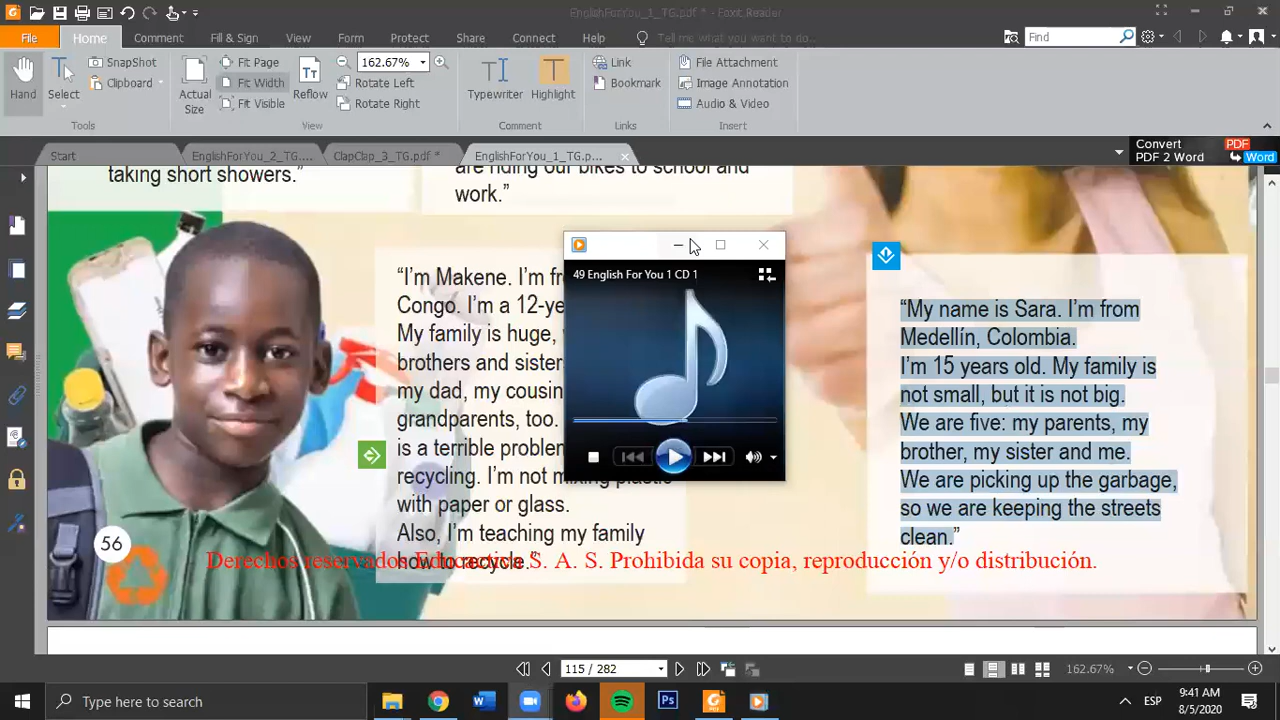 EnglishForYou_1_TG.pdf * - Foxit Reader
File Home Comment Fill & Sign View Form Protect Share Connect Help Tell me what you want to do... Find
Hand
Select
SnapShot
Clipboard
Tools
Actual Size
Fit Page
Fit Width
Fit Visible
Reflow
162.67%
Rotate Left
Rotate Right
View
Typewriter
Highlight
Comment
Link
Bookmark
Links
File Attachment
Image Annotation
Audio & Video
Insert
Start EnglishForYou_2_TG.... ClapClap_3_TG.pdf * EnglishForYou_1_TG.p...
Convert
PDF 2 Word
PDF
Word
taking short showers.”
are riding our bikes to school and
work.”
“I’m Makene. I’m
Congo. I’m a
My family is huge,
brothers and
my dad, my
grandparents, too.
is a terrible
recycling. I’m not mixing plastic
with paper or glass.
Also, I’m teaching my family
how to recycle.”
49 English For You 1 CD 1
“My name is Sara. I’m from
Medellín, Colombia.
I’m 15 years old. My family is
not small, but it is not big.
We are five: my parents, my
brother, my sister and me.
We are picking up the garbage,
so we are keeping the streets
clean.”
56
Derechos reservados Educactiva S. A. S. Prohibida su copia, reproducción y/o distribución.
115 / 282
162.67%
Type here to search
W
Ps
ESP
9:41 AM
8/5/2020